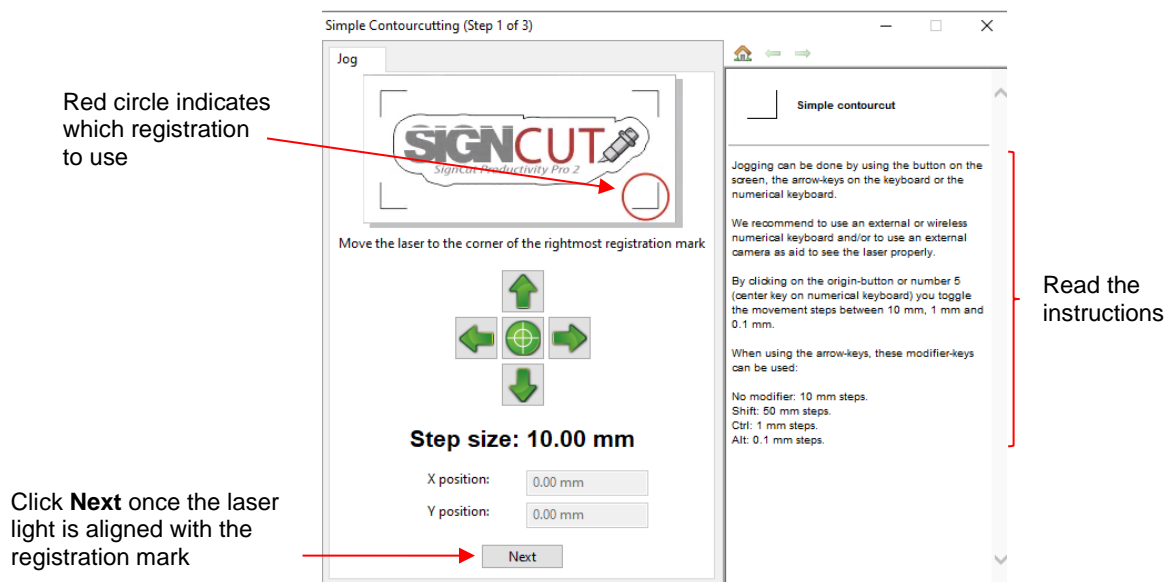 Simple Contourcutting (Step 1 of 3)
Jog
Red circle indicates
which registration
to use
SIGNCUT
SignCut Productivity Pro 2
Move the laser to the corner of the rightmost registration mark
Step size: 10.00 mm
X position:
0.00 mm
Y position:
0.00 mm
Click Next once the laser
light is aligned with the
registration mark
Next
Simple contourcut
Jogging can be done by using the button on the
screen, the arrow-keys on the keyboard or the
numerical keyboard.
We recommend to use an external or wireless
numerical keyboard and/or to use an external
camera as aid to see the laser properly.
By clicking on the origin-button or number 5
(center key on numerical keyboard) you toggle
the movement steps between 10 mm, 1 mm and
0.1 mm.
When using the arrow-keys, these modifier-keys
can be used:
No modifier: 10 mm steps.
Shift: 50 mm steps.
Ctrl: 1 mm steps.
Alt: 0.1 mm steps.
Read the
instructions